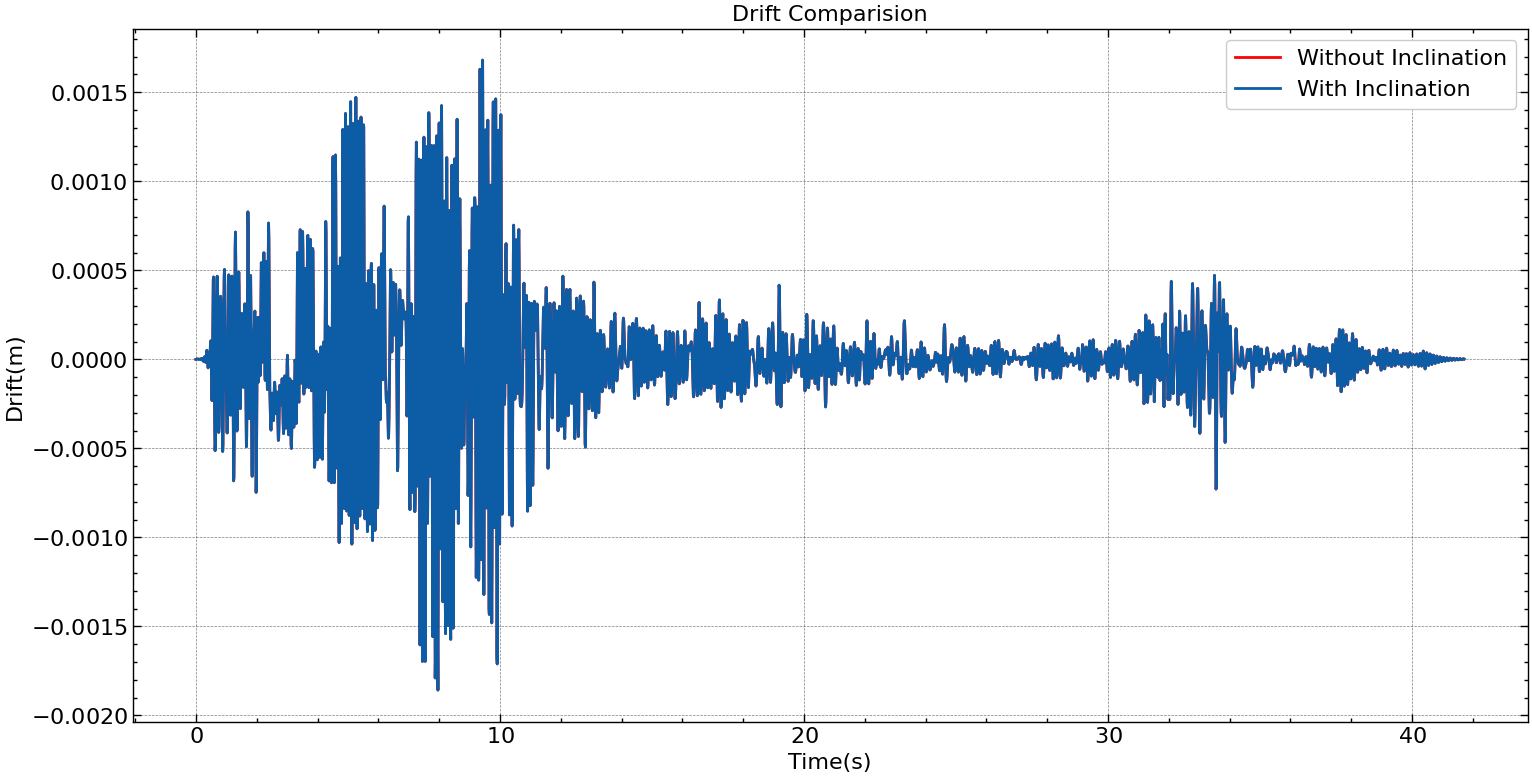 Drift Comparision
Without Inclination
With Inclination
0.0015
0.0010
0.0005
0.0000
−0.0005
−0.0010
−0.0015
−0.0020
Drift(m)
0 10 20 30 40
Time(s)